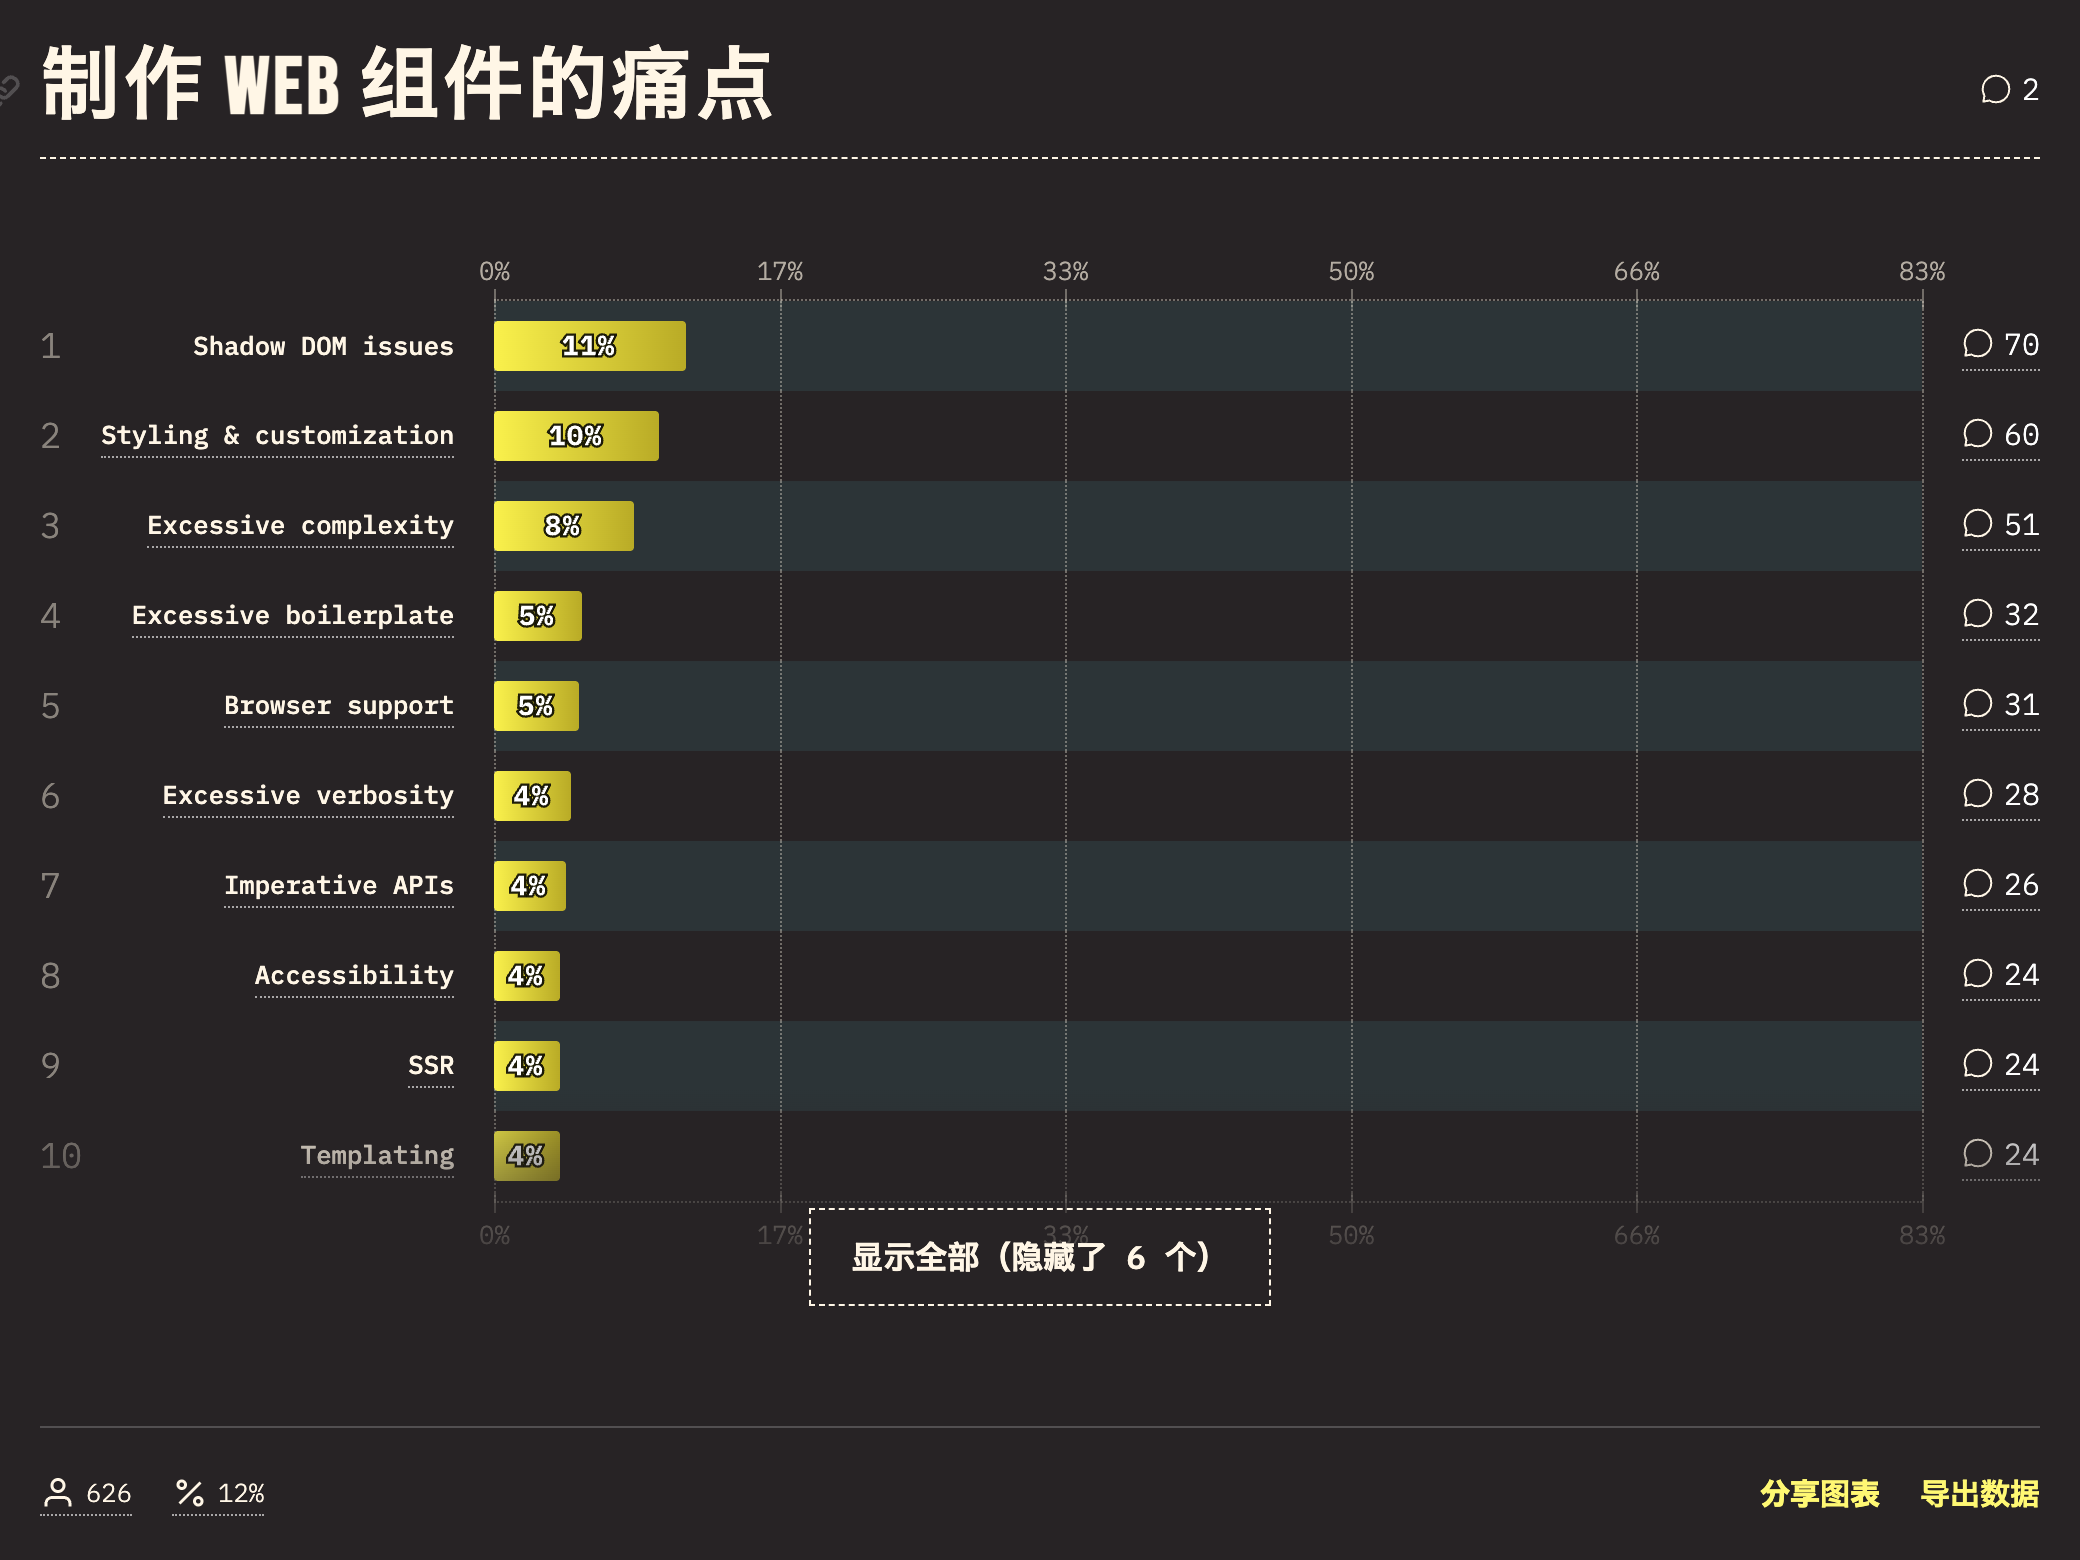 制作 WEB 组件的痛点
2
0% 17% 33% 50% 66% 83%
1 Shadow DOM issues 11% 70
2 Styling & customization 10% 60
3 Excessive complexity 8% 51
4 Excessive boilerplate 5% 32
5 Browser support 5% 31
6 Excessive verbosity 4% 28
7 Imperative APIs 4% 26
8 Accessibility 4% 24
9 SSR 4% 24
10 Templating 4% 24
0% 17% 33% 50% 66% 83%
显示全部（隐藏了 6 个）
626 12% 分享图表 导出数据